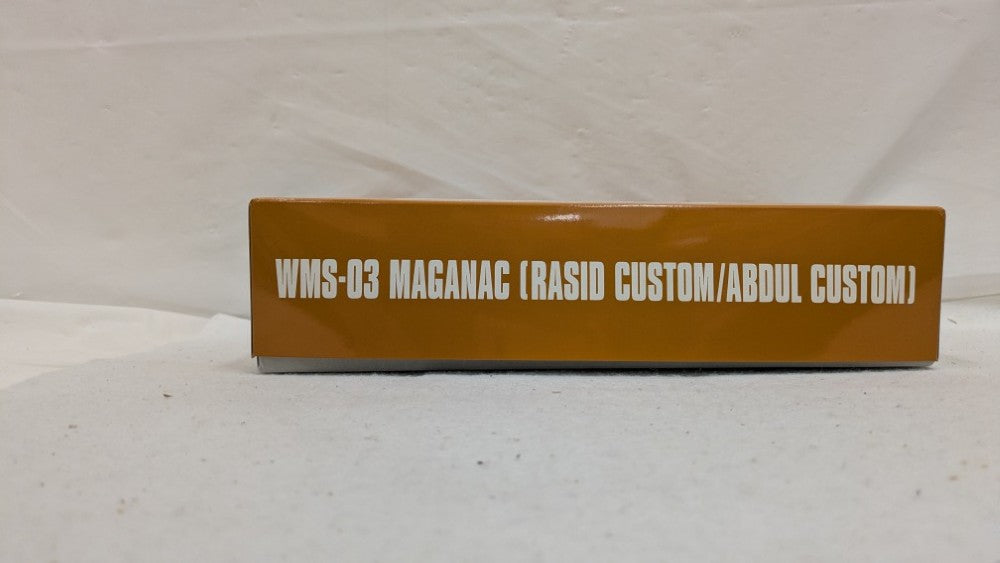 WMS-03 MAGANAC (RASID CUSTOM/ABDUL CUSTOM)